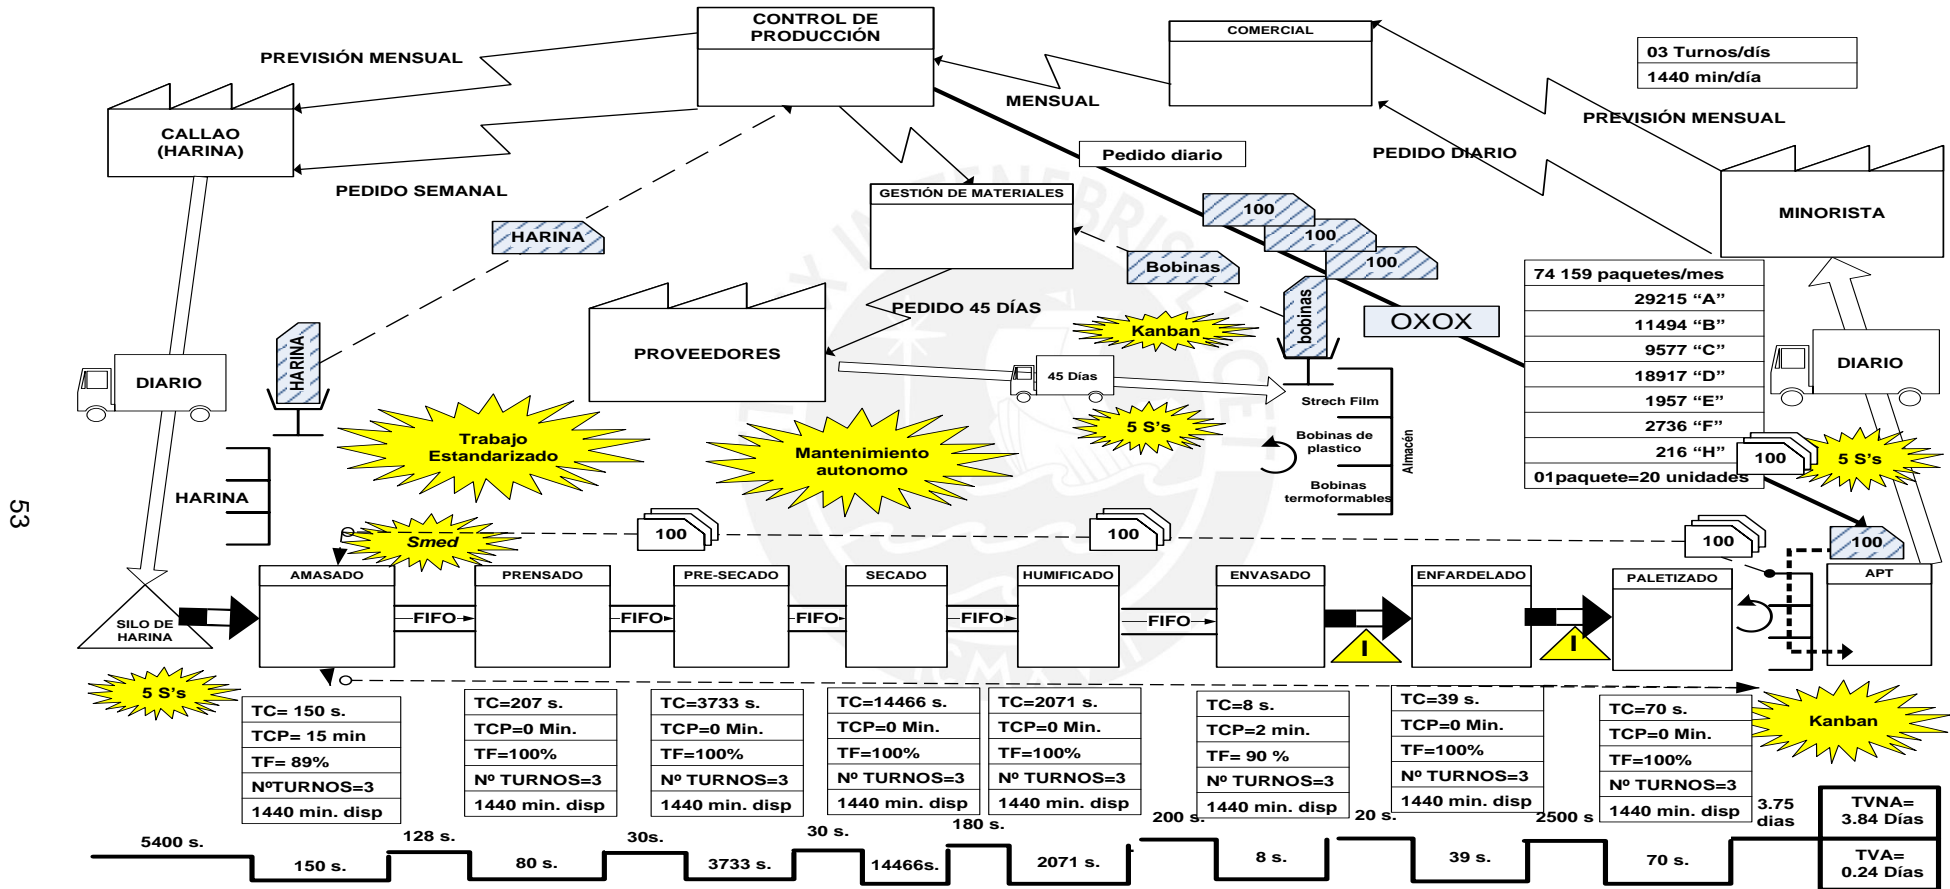 CONTROL DE
PRODUCCIÓN
COMERCIAL
03 Turnos/dís
1440 min/día
PREVISIÓN MENSUAL
MENSUAL
PREVISIÓN MENSUAL
CALLAO
(HARINA)
Pedido diario
PEDIDO DIARIO
PEDIDO SEMANAL
GESTIÓN DE MATERIALES
MINORISTA
100
100
100
HARINA
Bobinas
bobinas
74 159 paquetes/mes
29215 “A”
11494 “B”
9577 “C”
18917 “D”
1957 “E”
2736 “F”
216 “H”
01paquete=20 unidades
PEDIDO 45 DÍAS
Kanban
OXOX
HARINA
PROVEEDORES
DIARIO
45 Días
DIARIO
Strech Film
Bobinas de
plastico
Bobinas
termoformables
Almacén
5 S's
Trabajo
Estandarizado
Mantenimiento
autonomo
100
5 S's
HARINA
53
Smed
100
100
100
100
SILO DE
HARINA
AMASADO
FIFO
PRENSADO
FIFO
PRE-SECADO
FIFO
SECADO
FIFO
HUMIFICADO
FIFO
ENVASADO
I
ENFARDELADO
I
PALETIZADO
APT
5 S's
Kanban
TC= 150 s.
TCP= 15 min
TF= 89%
NºTURNOS=3
1440 min. disp
TC=207 s.
TCP=0 Min.
TF=100%
Nº TURNOS=3
1440 min. disp
TC=3733 s.
TCP=0 Min.
TF=100%
Nº TURNOS=3
1440 min. disp
TC=14466 s.
TCP=0 Min.
TF=100%
Nº TURNOS=3
1440 min. disp
TC=2071 s.
TCP=0 Min.
TF=100%
Nº TURNOS=3
1440 min. disp
TC=8 s.
TCP=2 min.
TF= 90 %
Nº TURNOS=3
1440 min. disp
TC=39 s.
TCP=0 Min.
TF=100%
Nº TURNOS=3
1440 min. disp
TC=70 s.
TCP=0 Min.
TF=100%
Nº TURNOS=3
1440 min. disp
5400 s.
150 s.
128 s.
80 s.
30s.
3733 s.
30 s.
14466s.
180 s.
2071 s.
200 s.
8 s.
20 s.
39 s.
2500 s
70 s.
3.75
dias
TVNA=
3.84 Días
TVA=
0.24 Días